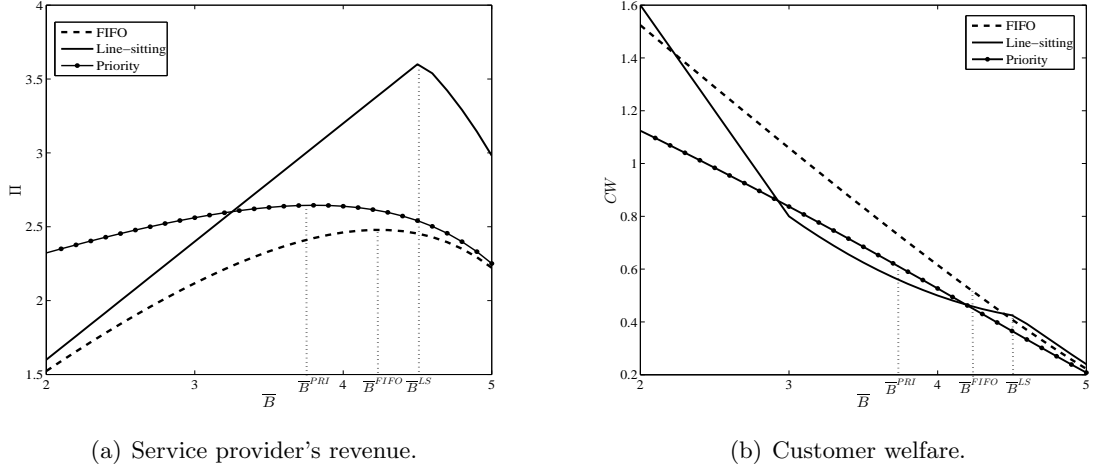 4
3.5
3
2.5
2
1.5
Π
FIFO
Line−sitting
Priority
2
3
4
5
B̅^PRI
B̅^FIFO
B̅^LS
B̅
(a) Service provider's revenue.
1.6
1.4
1.2
1
0.8
0.6
0.4
0.2
CW
FIFO
Line−sitting
Priority
2
3
4
5
B̅^PRI
B̅^FIFO
B̅^LS
B̅
(b) Customer welfare.